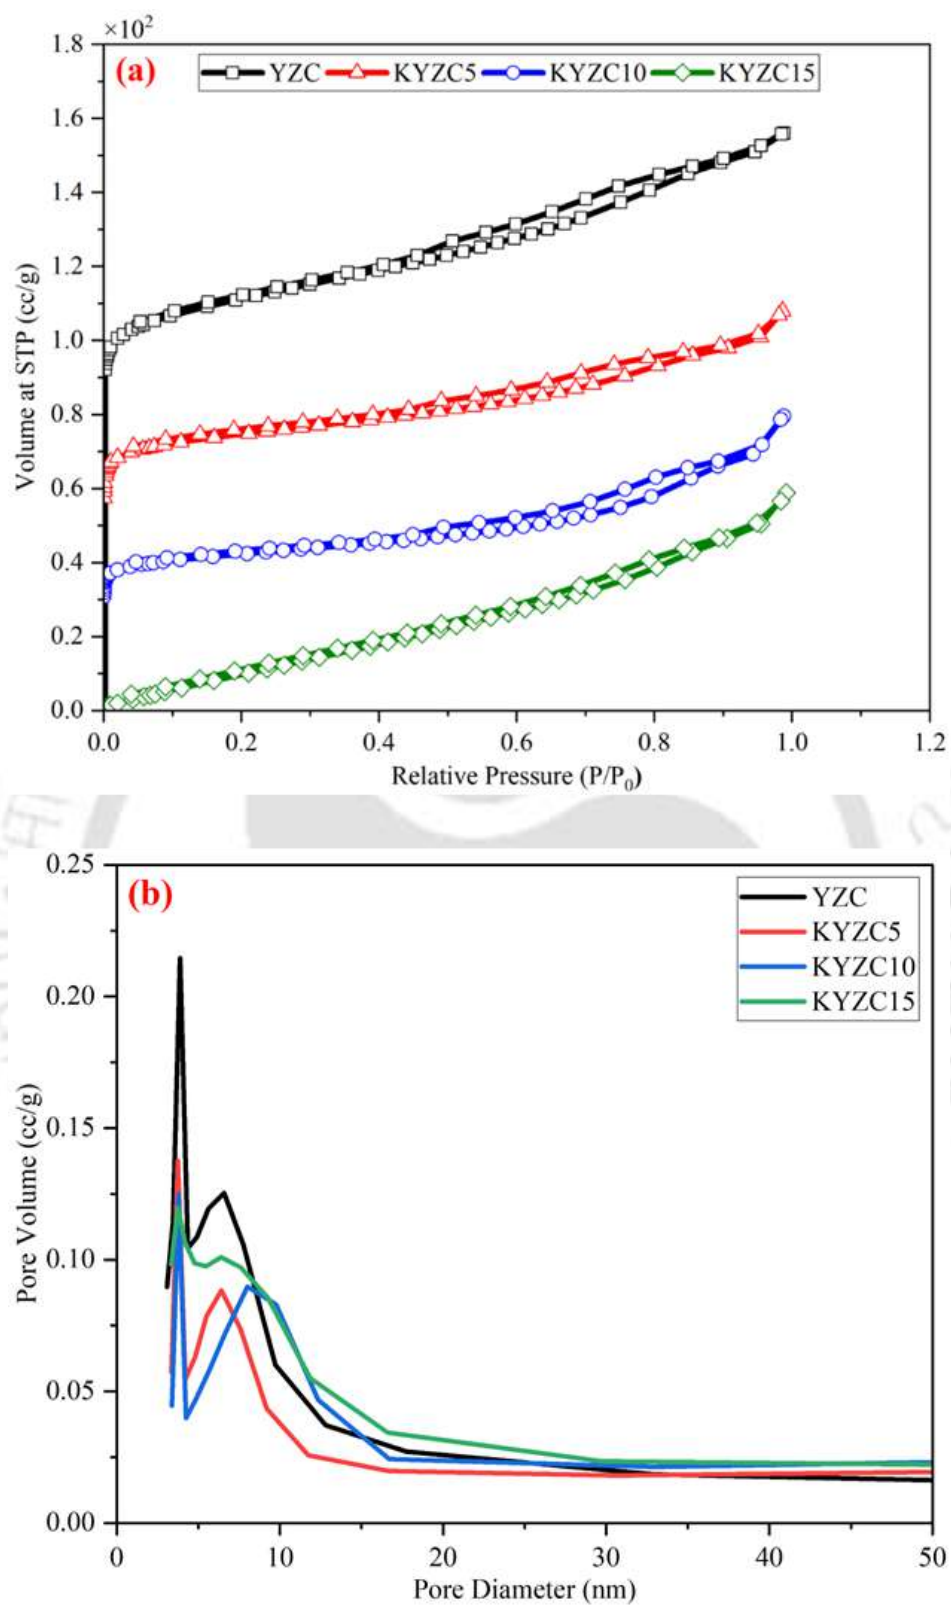 ×10²
(a)
YZC KYZC5 KYZC10 KYZC15
1.8
1.6
1.4
1.2
1.0
0.8
0.6
0.4
0.2
0.0
Volume at STP (cc/g)
0.0 0.2 0.4 0.6 0.8 1.0 1.2
Relative Pressure (P/P₀)
(b)
YZC
KYZC5
KYZC10
KYZC15
0.25
0.20
0.15
0.10
0.05
0.00
Pore Volume (cc/g)
0 10 20 30 40 50
Pore Diameter (nm)